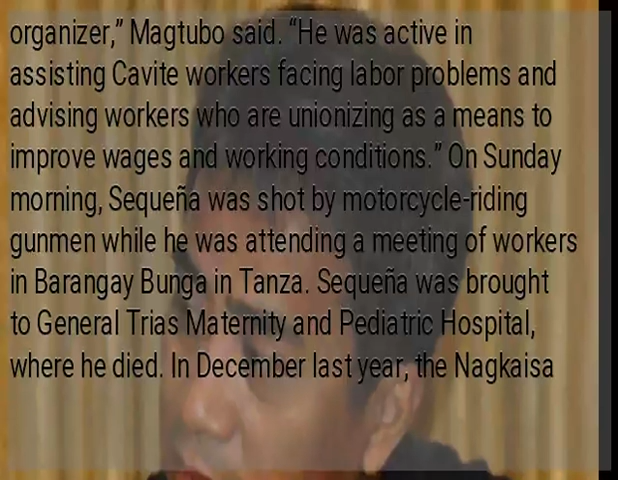 organizer,” Magtubo said. “He was active in
assisting Cavite workers facing labor problems and
advising workers who are unionizing as a means to
improve wages and working conditions.” On Sunday
morning, Sequeña was shot by motorcycle-riding
gunmen while he was attending a meeting of workers
in Barangay Bunga in Tanza. Sequeña was brought
to General Trias Maternity and Pediatric Hospital,
where he died. In December last year, the Nagkaisa